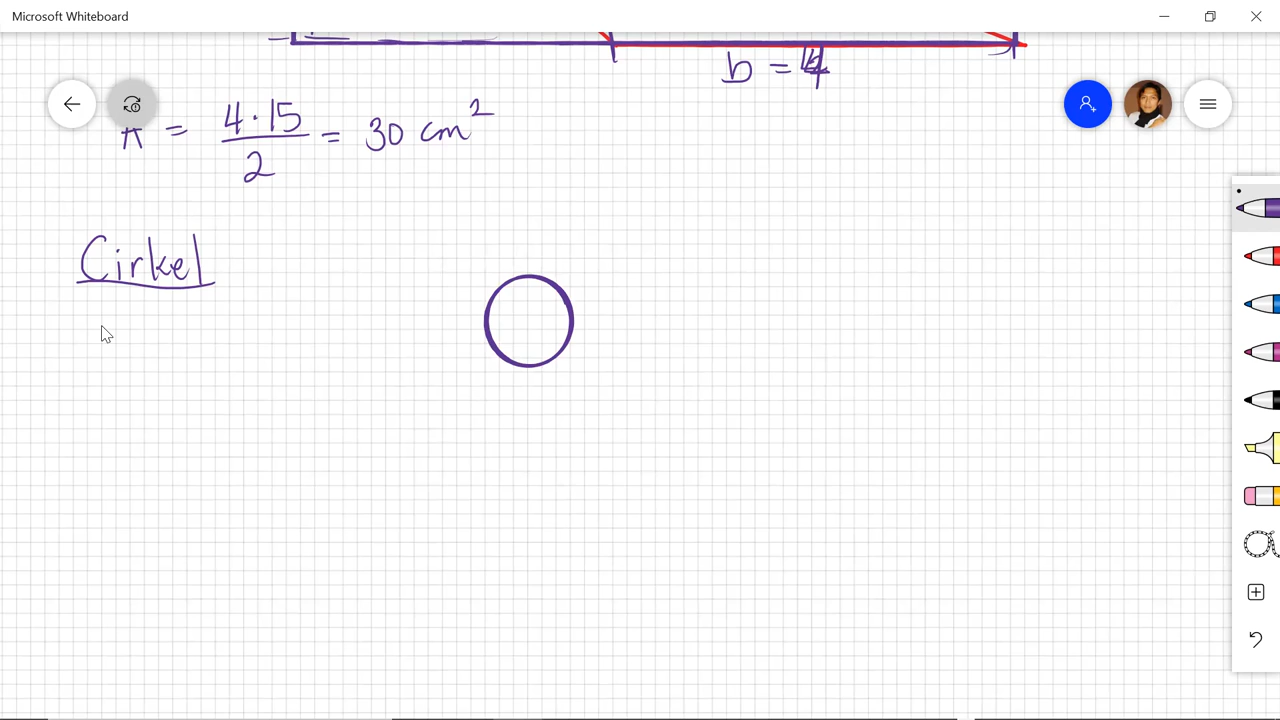 Microsoft Whiteboard
b = 4
A = 4·15/2 = 30 cm²
Cirkel